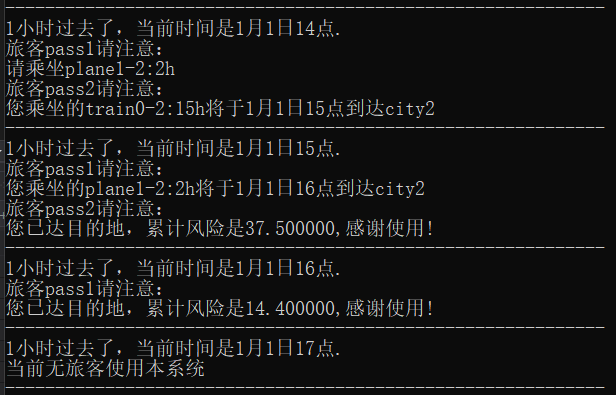 1小时过去了，当前时间是1月1日14点.
旅客pass1请注意：
请乘坐plane1-2:2h
旅客pass2请注意：
您乘坐的train0-2:15h将于1月1日15点到达city2
1小时过去了，当前时间是1月1日15点.
旅客pass1请注意：
您乘坐的plane1-2:2h将于1月1日16点到达city2
旅客pass2请注意：
您已达目的地，累计风险是37.500000,感谢使用!
1小时过去了，当前时间是1月1日16点.
旅客pass1请注意：
您已达目的地，累计风险是14.400000,感谢使用!
1小时过去了，当前时间是1月1日17点.
当前无旅客使用本系统